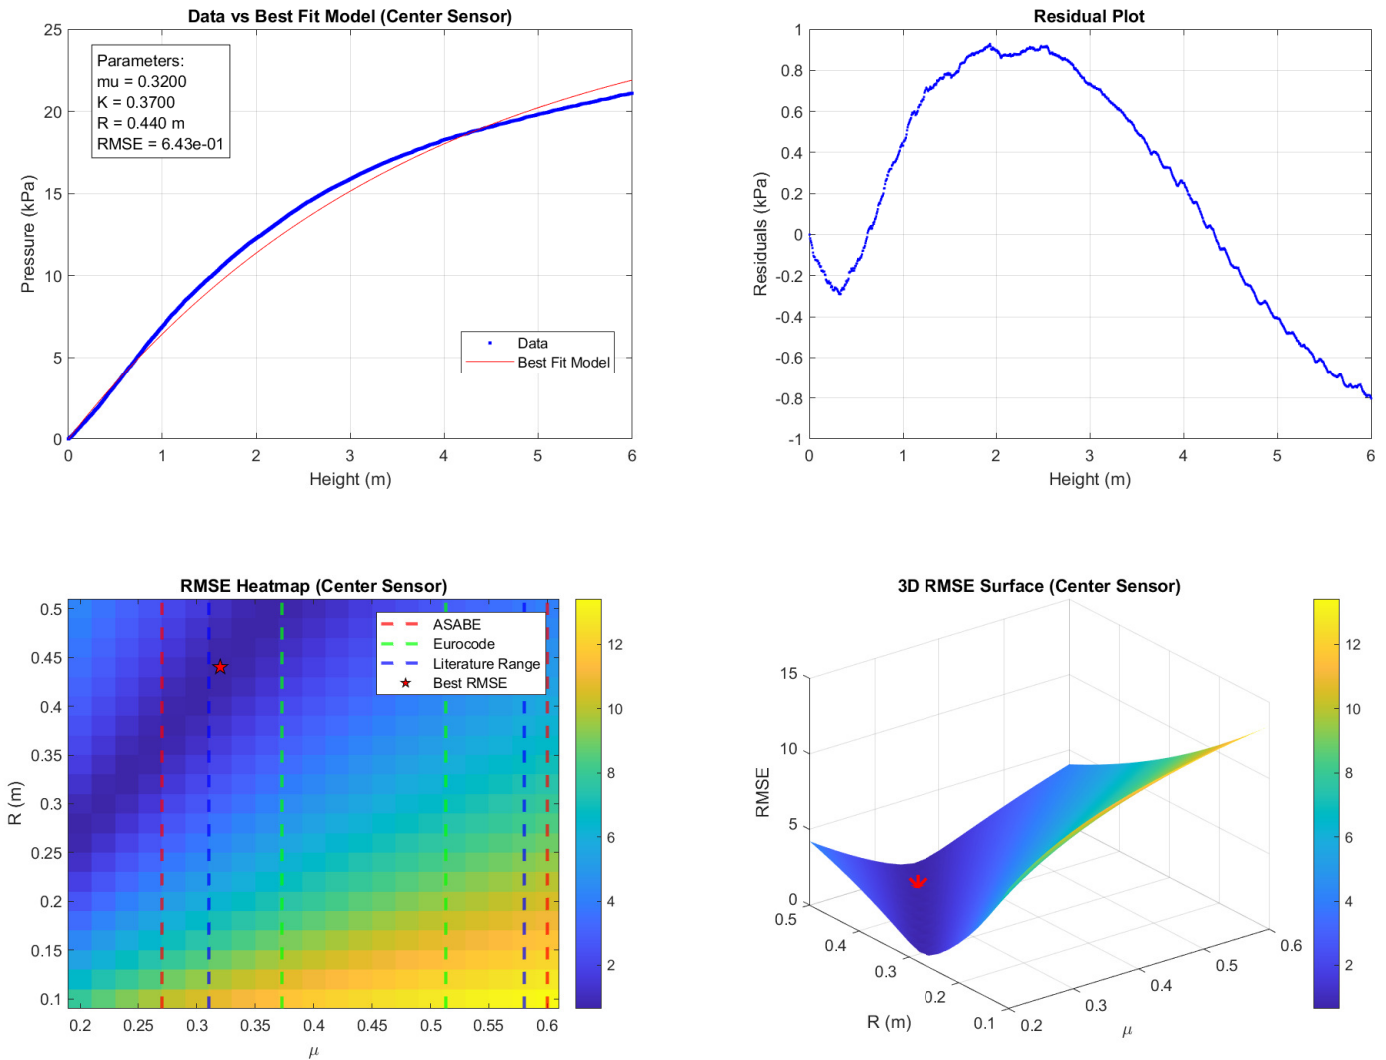 Data vs Best Fit Model (Center Sensor)
25
20
15
10
5
0
Pressure (kPa)
Parameters:
mu = 0.3200
K = 0.3700
R = 0.440 m
RMSE = 6.43e-01
Data
Best Fit Model
0 1 2 3 4 5 6
Height (m)
Residual Plot
1
0.8
0.6
0.4
0.2
0
-0.2
-0.4
-0.6
-0.8
-1
Residuals (kPa)
0 1 2 3 4 5 6
Height (m)
RMSE Heatmap (Center Sensor)
0.5
0.45
0.4
0.35
0.3
0.25
0.2
0.15
0.1
R (m)
ASABE
Eurocode
Literature Range
Best RMSE
0.2 0.25 0.3 0.35 0.4 0.45 0.5 0.55 0.6
μ
12
10
8
6
4
2
3D RMSE Surface (Center Sensor)
15
10
5
0
RMSE
0.5
0.4
0.3
0.2
0.1
R (m)
0.2
0.3
0.4
0.5
0.6
μ
12
10
8
6
4
2